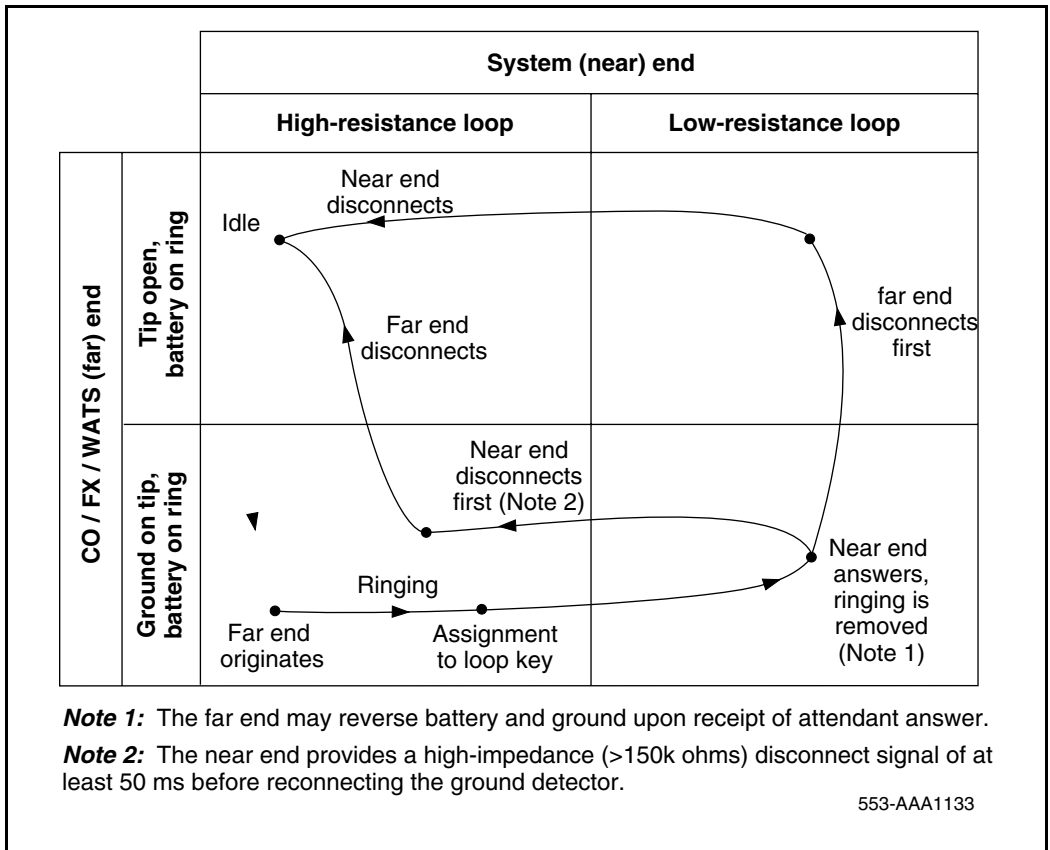 System (near) end
High-resistance loop
Low-resistance loop
CO / FX / WATS (far) end
Tip open,
battery on ring
Near end
disconnects
Idle
Far end
disconnects
far end
disconnects
first
Ground on tip,
battery on ring
Near end
disconnects
first (Note 2)
Ringing
Far end
originates
Assignment
to loop key
Near end
answers,
ringing is
removed
(Note 1)
Note 1: The far end may reverse battery and ground upon receipt of attendant answer.
Note 2: The near end provides a high-impedance (>150k ohms) disconnect signal of at
least 50 ms before reconnecting the ground detector.
553-AAA1133